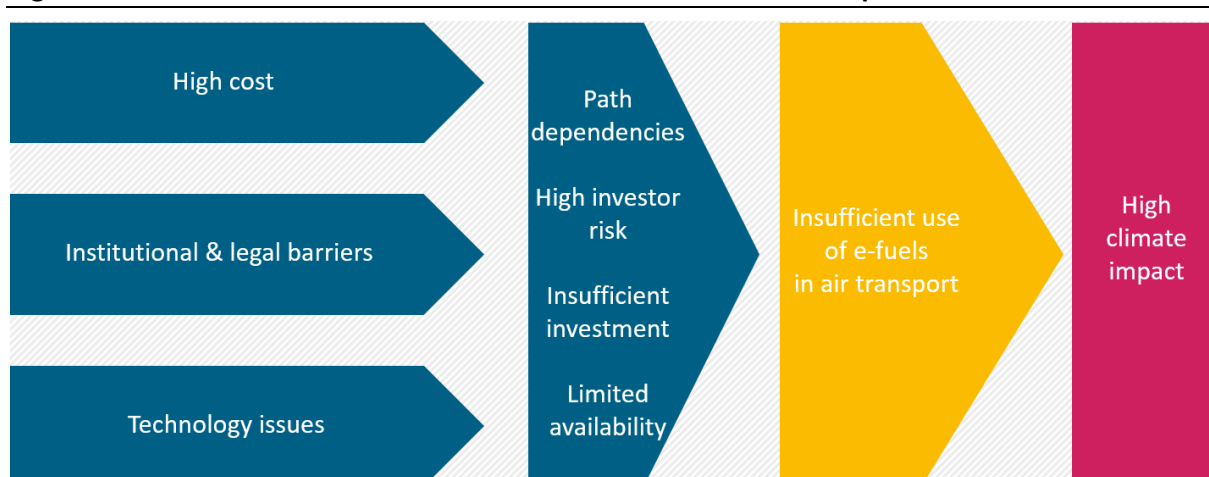 High cost
Institutional & legal barriers
Technology issues
Path
dependencies
High investor
risk
Insufficient
investment
Limited
availability
Insufficient use
of e-fuels
in air transport
High
climate
impact